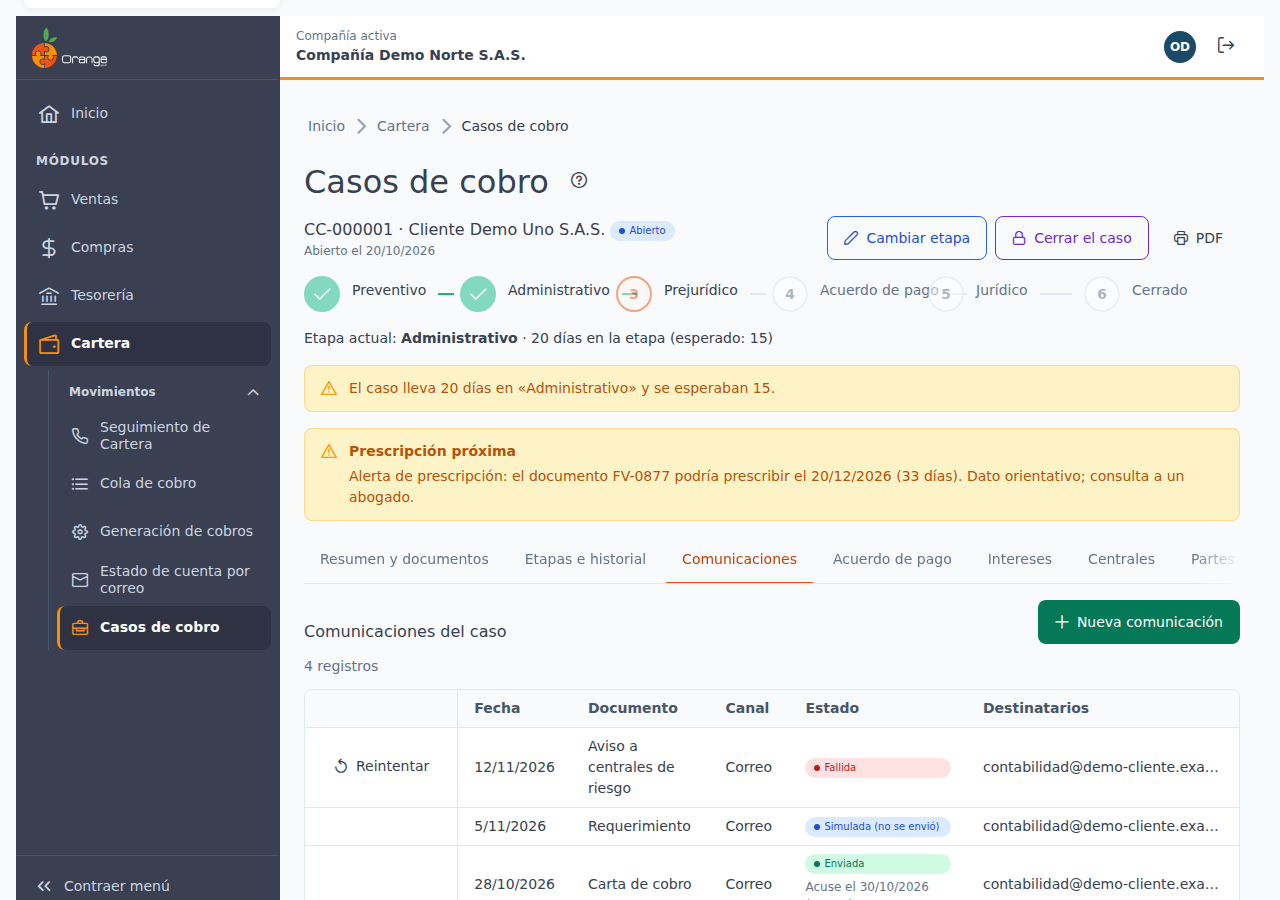 Orange
Compañía activa
Compañía Demo Norte S.A.S.
OD
Inicio
MÓDULOS
Ventas
Compras
Tesorería
Cartera
Movimientos
Seguimiento de
Cartera
Cola de cobro
Generación de cobros
Estado de cuenta por
correo
Casos de cobro
Contraer menú
Inicio > Cartera > Casos de cobro
Casos de cobro
CC-000001 · Cliente Demo Uno S.A.S. Abierto
Abierto el 20/10/2026
Cambiar etapa Cerrar el caso PDF
Preventivo Administrativo 3 Prejurídico 4 Acuerdo de pago 5 Jurídico 6 Cerrado
Etapa actual: Administrativo · 20 días en la etapa (esperado: 15)
El caso lleva 20 días en «Administrativo» y se esperaban 15.
Prescripción próxima
Alerta de prescripción: el documento FV-0877 podría prescribir el 20/12/2026 (33 días). Dato orientativo; consulta a un
abogado.
Resumen y documentos Etapas e historial Comunicaciones Acuerdo de pago Intereses Centrales Partes
Comunicaciones del caso
Nueva comunicación
4 registros
Fecha Documento Canal Estado Destinatarios
Reintentar 12/11/2026 Aviso a centrales de riesgo Correo Fallida contabilidad@demo-cliente.exa...
5/11/2026 Requerimiento Correo Simulada (no se envió) contabilidad@demo-cliente.exa...
28/10/2026 Carta de cobro Correo Enviada contabilidad@demo-cliente.exa...
Acuse el 30/10/2026